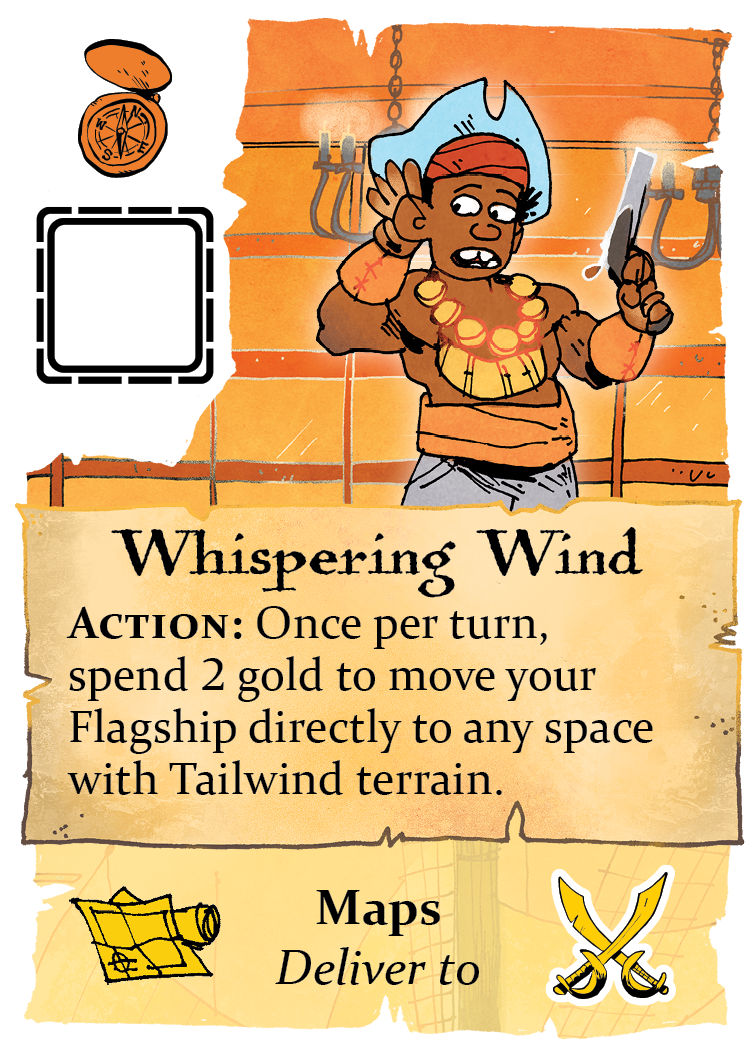 N
W
E
S
Whispering Wind
ACTION: Once per turn,
spend 2 gold to move your
Flagship directly to any space
with Tailwind terrain.
Maps
Deliver to